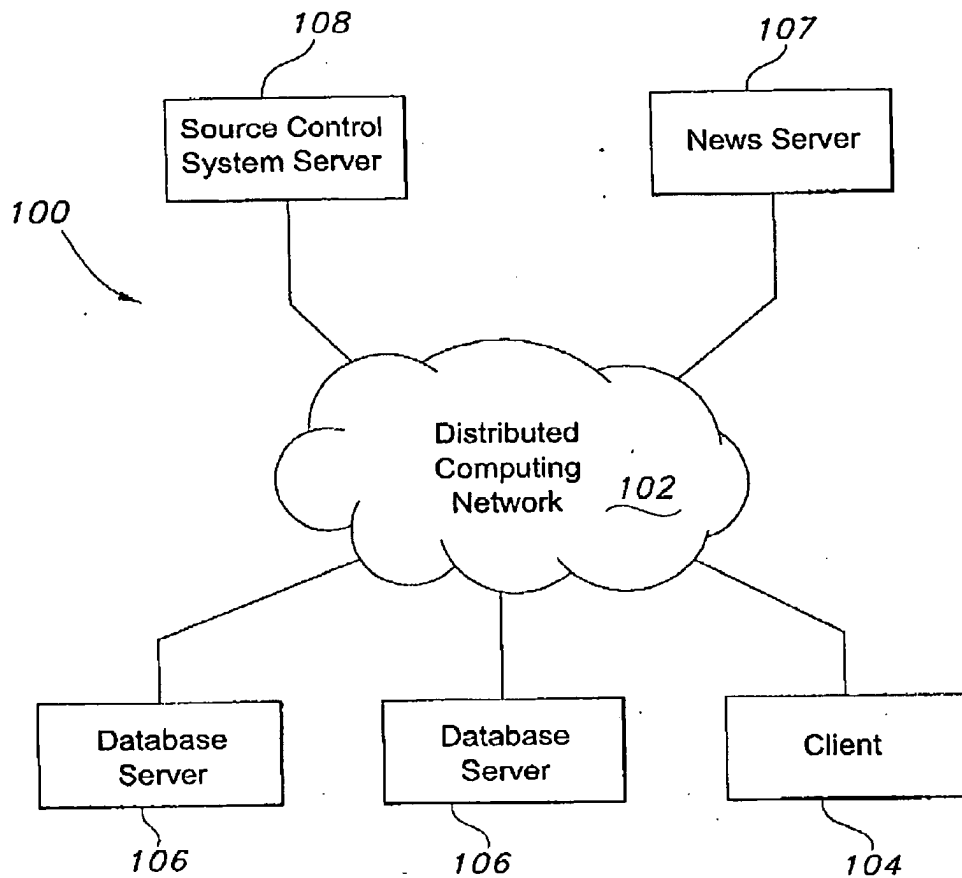 108
107
Source Control
System Server
News Server
100
Distributed
Computing
Network
102
Database
Server
Database
Server
Client
106
106
104